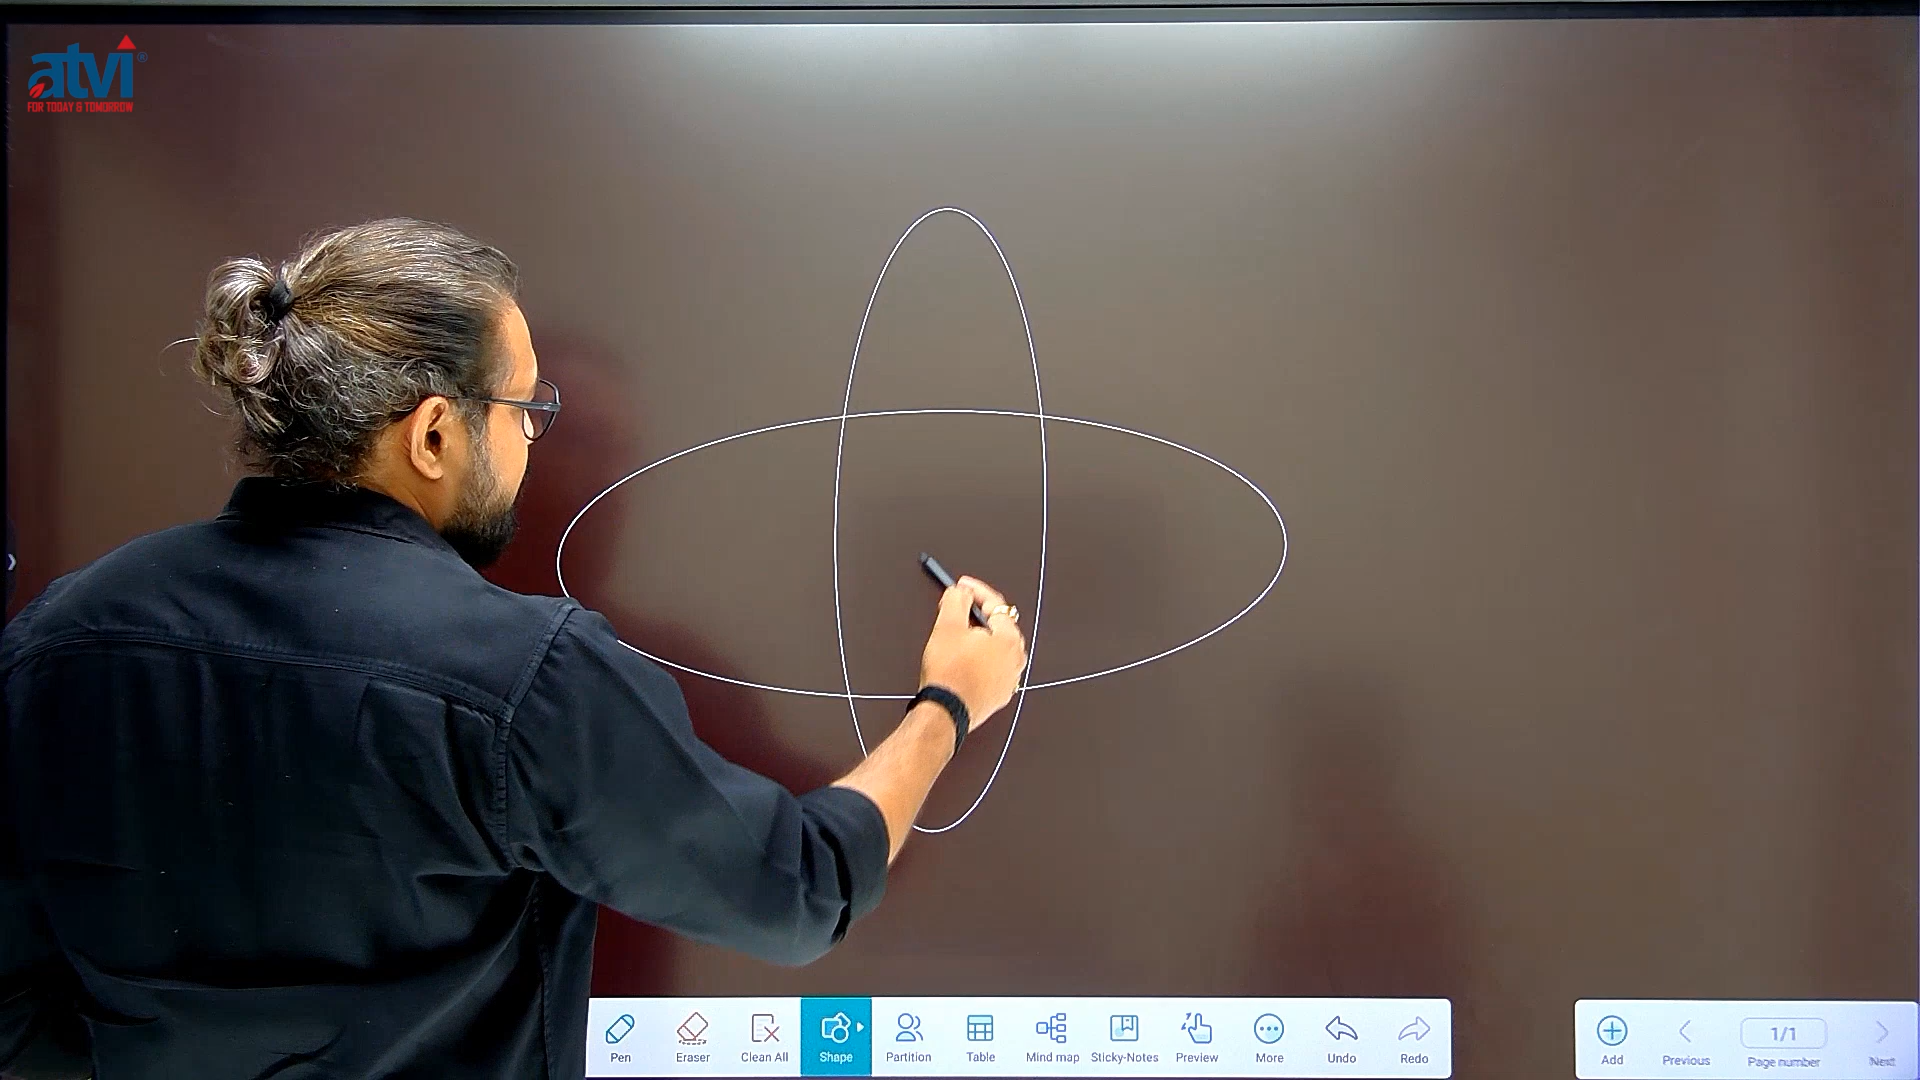 atvi®
FOR TODAY & TOMORROW
Pen
Eraser
Clean All
Shape
Partition
Table
Mind map
Sticky-Notes
Preview
More
Undo
Redo
Add
Previous
1/1
Page number
Next